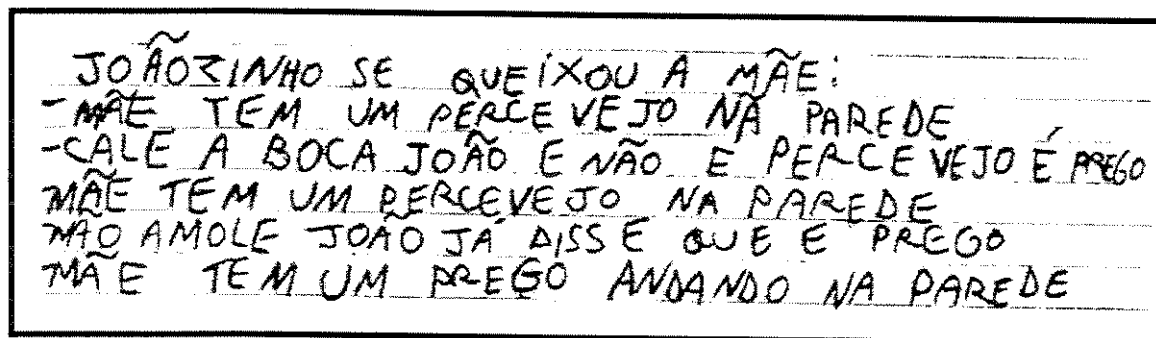 JOÃOZINHO SE QUEIXOU A MÃE:
-MÃE TEM UM PERCEVEJO NÃ PAREDE
-CALE A BOCA JOÃO E NÃO E PERCEVEJO É PREGO
MÃE TEM UM PERCEVEJO NA PAREDE
NÃO AMOLE JOÃO JÁ DISSE QUE E PREGO
MÃE TEM UM PREGO ANDANDO NA PAREDE